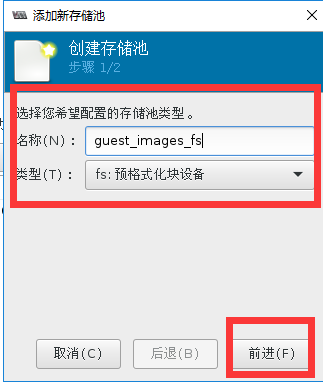 添加新存储池
创建存储池
步骤 1/2
选择您希望配置的存储池类型。
名称(N)： guest_images_fs
类型(T)： fs: 预格式化块设备
取消(C) 后退(B) 前进(F)